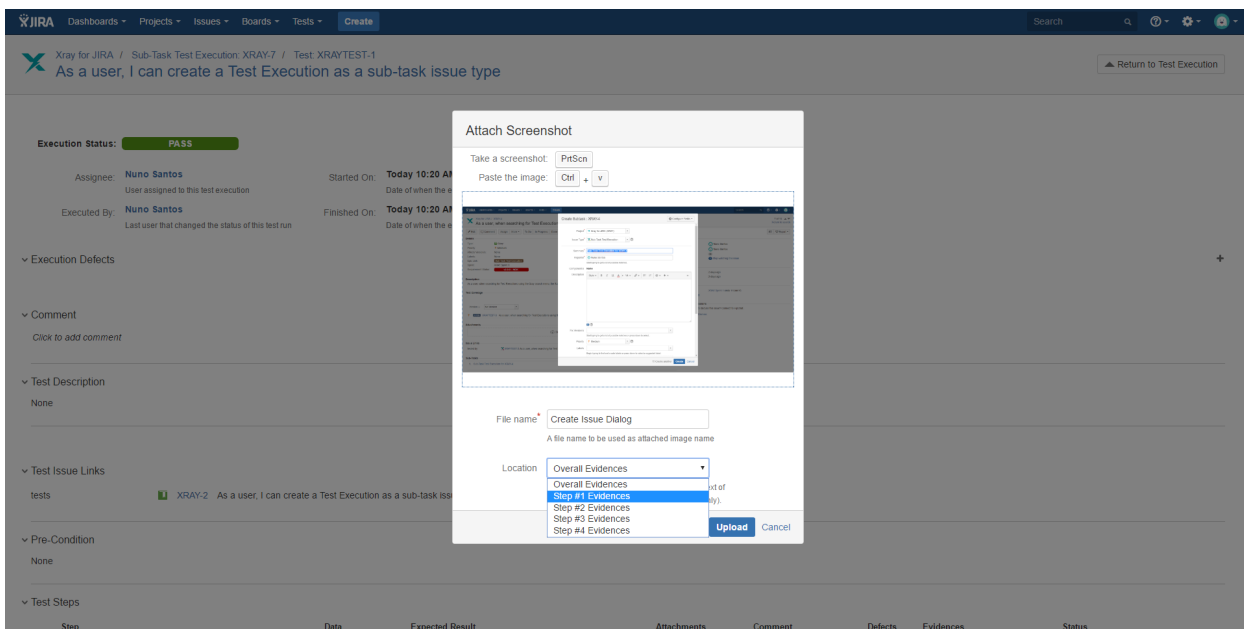 JIRA Dashboards Projects Issues Boards Tests Create Search
Xray for JIRA / Sub-Task Test Execution: XRAY-7 / Test: XRAYTEST-1
As a user, I can create a Test Execution as a sub-task issue type
Return to Test Execution
Execution Status: PASS
Assignee: Nuno Santos
User assigned to this test execution
Started On: Today 10:20 AM
Date of when the e
Executed By: Nuno Santos
Last user that changed the status of this test run
Finished On: Today 10:20 AM
Date of when the e
Execution Defects
Comment
Click to add comment
Test Description
None
Test Issue Links
tests XRAY-2 As a user, I can create a Test Execution as a sub-task iss
Pre-Condition
None
Test Steps
Step Data Expected Result Attachments Comment Defects Evidences Status
Attach Screenshot
Take a screenshot: PrtScn
Paste the image: Ctrl + v
File name* Create Issue Dialog
A file name to be used as attached image name
Location Overall Evidences
Overall Evidences
Step #1 Evidences
Step #2 Evidences
Step #3 Evidences
Step #4 Evidences
Upload Cancel